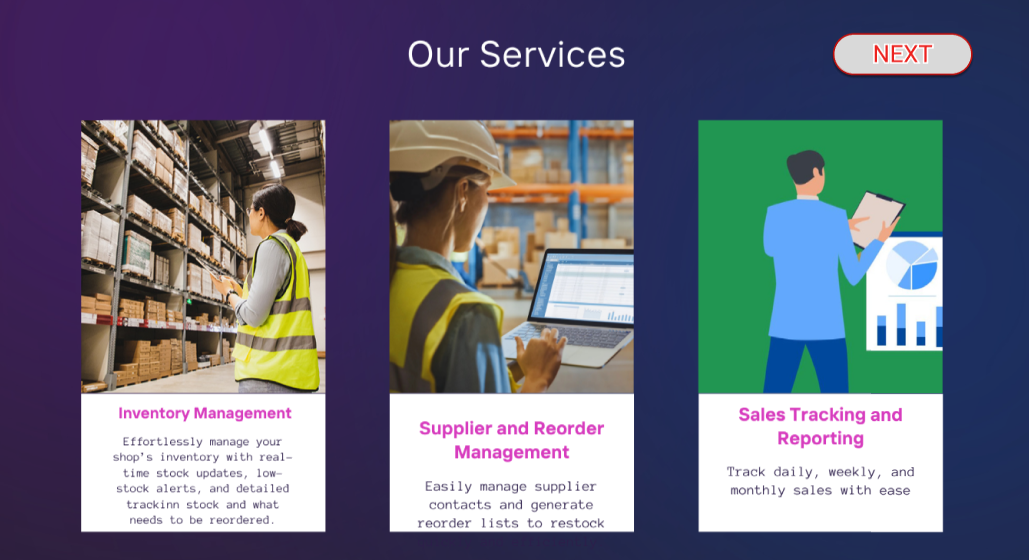 Our Services
NEXT
Inventory Management
Effortlessly manage your
shop's inventory with real-
time stock updates, low-
stock alerts, and detailed
trackinn stock and what
needs to be reordered.
Supplier and Reorder
Management
Easily manage supplier
contacts and generate
reorder lists to restock
Sales Tracking and
Reporting
Track daily, weekly, and
monthly sales with ease